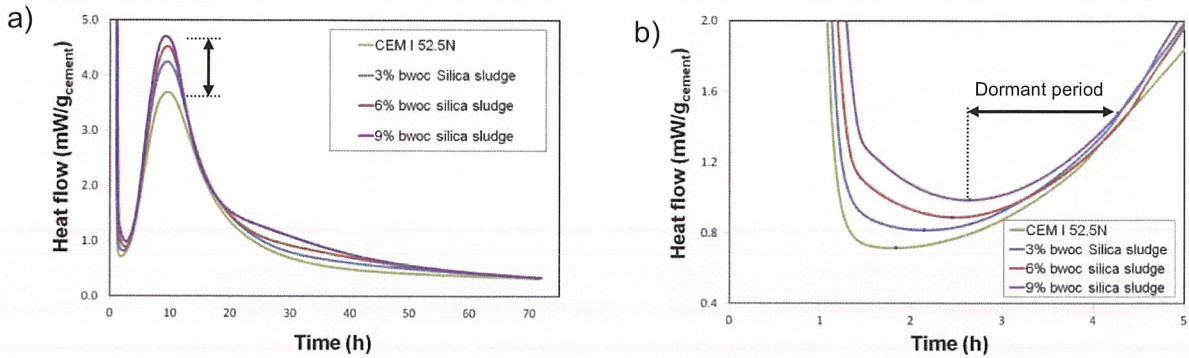 a)
5.0
4.0
3.0
2.0
1.0
0.0
Heat flow (mW/gcement)
0
10
20
30
40
50
60
70
Time (h)
CEM I 52.5N
3% bwoc Silica sludge
6% bwoc silica sludge
9% bwoc silica sludge
b)
2.0
1.6
1.2
0.8
0.4
Heat flow (mW/gcement)
0
1
2
3
4
5
Time (h)
Dormant period
CEM I 52.5N
3% bwoc Silica sludge
6% bwoc silica sludge
9% bwoc silica sludge